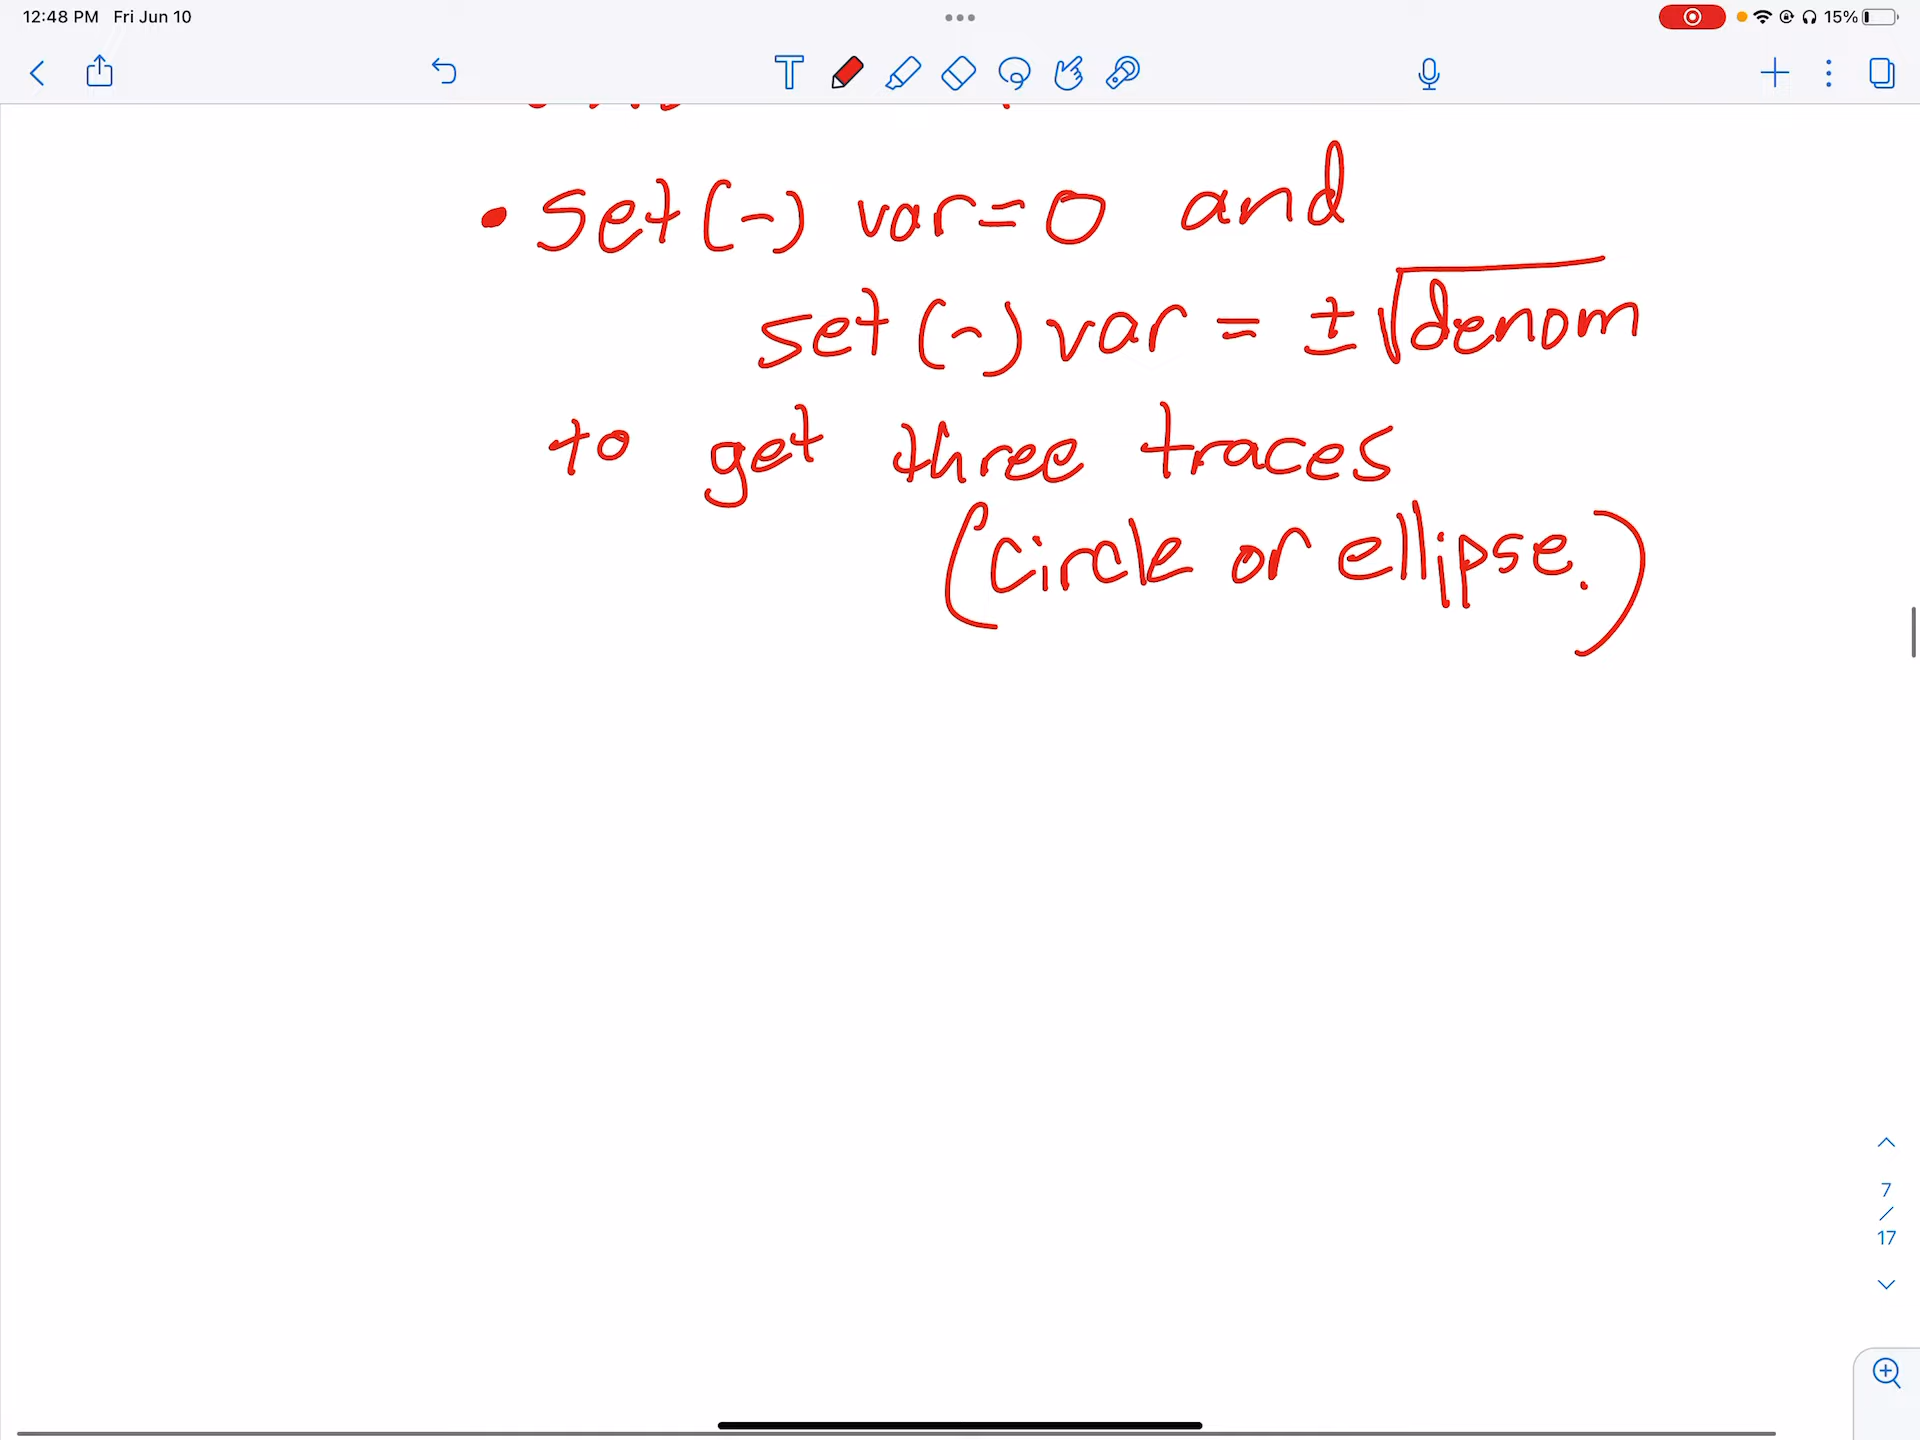 12:48 PM Fri Jun 10
15%
• set (-) var = 0 and
set (-) var = ±√denom
to get three traces
(circle or ellipse.)
7
/
17